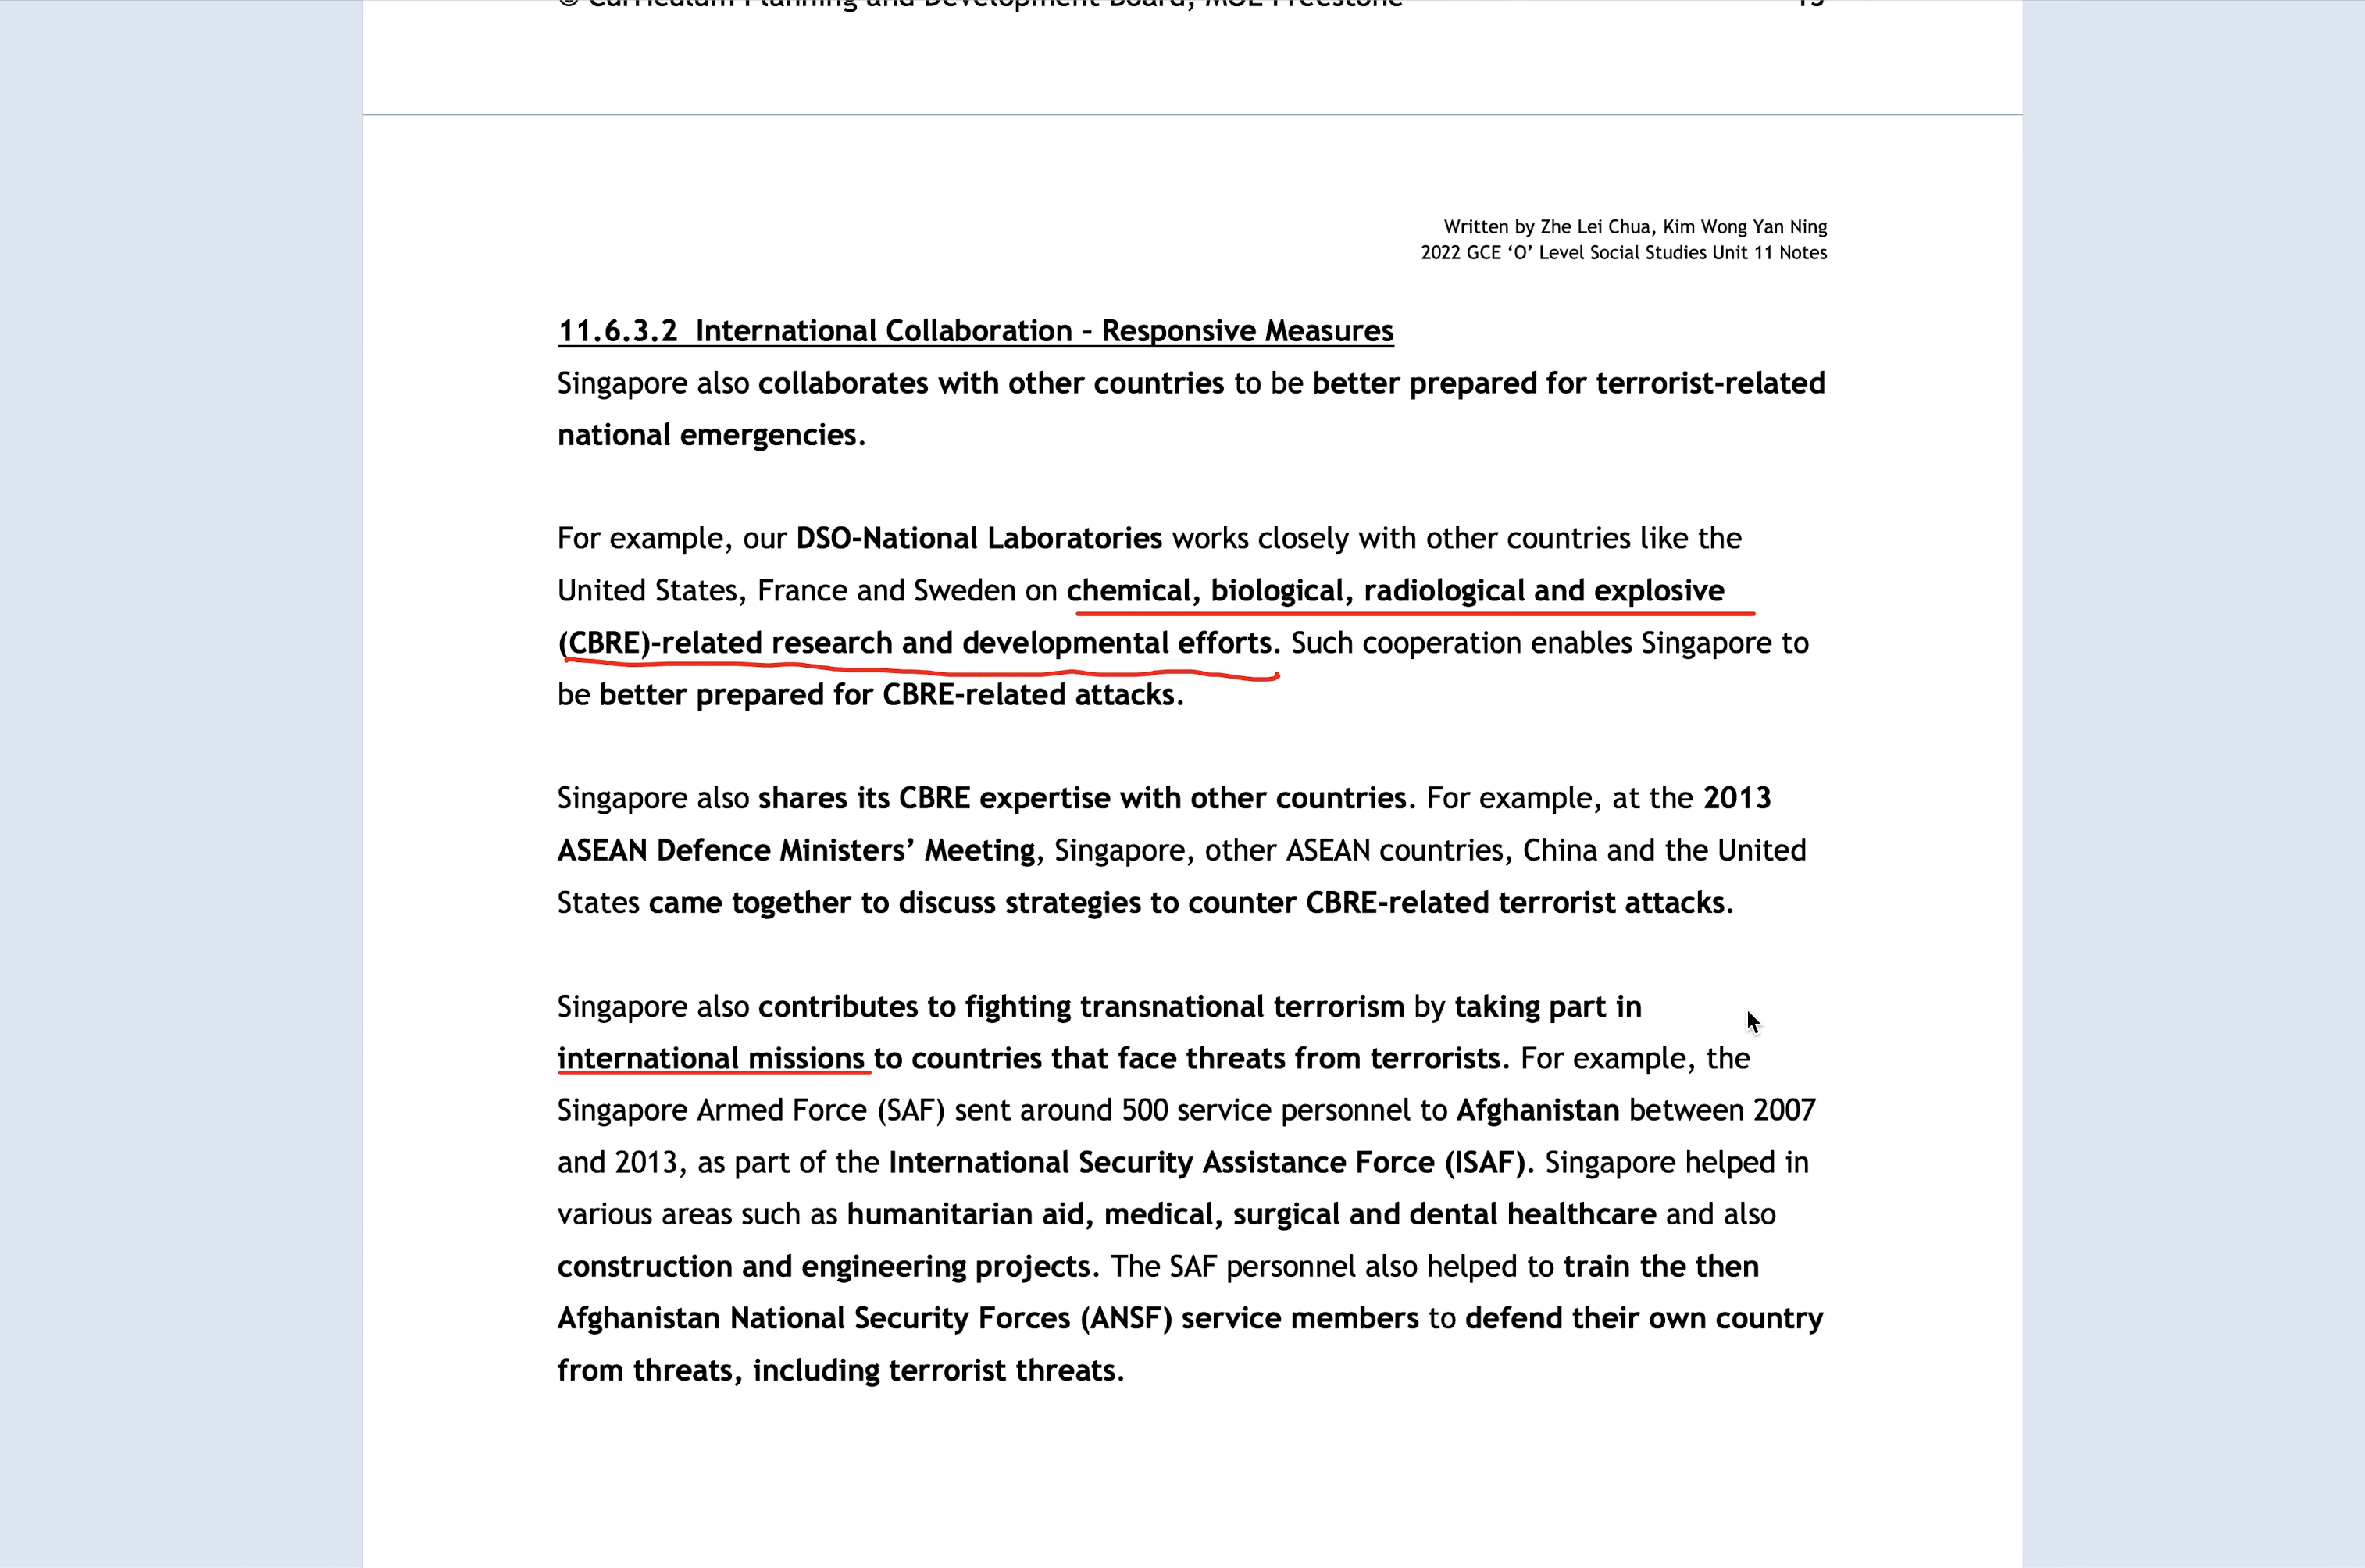 © Curriculum Planning and Development Board, MOE Freestone 13
Written by Zhe Lei Chua, Kim Wong Yan Ning
2022 GCE ‘O’ Level Social Studies Unit 11 Notes
11.6.3.2 International Collaboration – Responsive Measures
Singapore also collaborates with other countries to be better prepared for terrorist-related
national emergencies.
For example, our DSO-National Laboratories works closely with other countries like the
United States, France and Sweden on chemical, biological, radiological and explosive
(CBRE)-related research and developmental efforts. Such cooperation enables Singapore to
be better prepared for CBRE-related attacks.
Singapore also shares its CBRE expertise with other countries. For example, at the 2013
ASEAN Defence Ministers’ Meeting, Singapore, other ASEAN countries, China and the United
States came together to discuss strategies to counter CBRE-related terrorist attacks.
Singapore also contributes to fighting transnational terrorism by taking part in
international missions to countries that face threats from terrorists. For example, the
Singapore Armed Force (SAF) sent around 500 service personnel to Afghanistan between 2007
and 2013, as part of the International Security Assistance Force (ISAF). Singapore helped in
various areas such as humanitarian aid, medical, surgical and dental healthcare and also
construction and engineering projects. The SAF personnel also helped to train the then
Afghanistan National Security Forces (ANSF) service members to defend their own country
from threats, including terrorist threats.